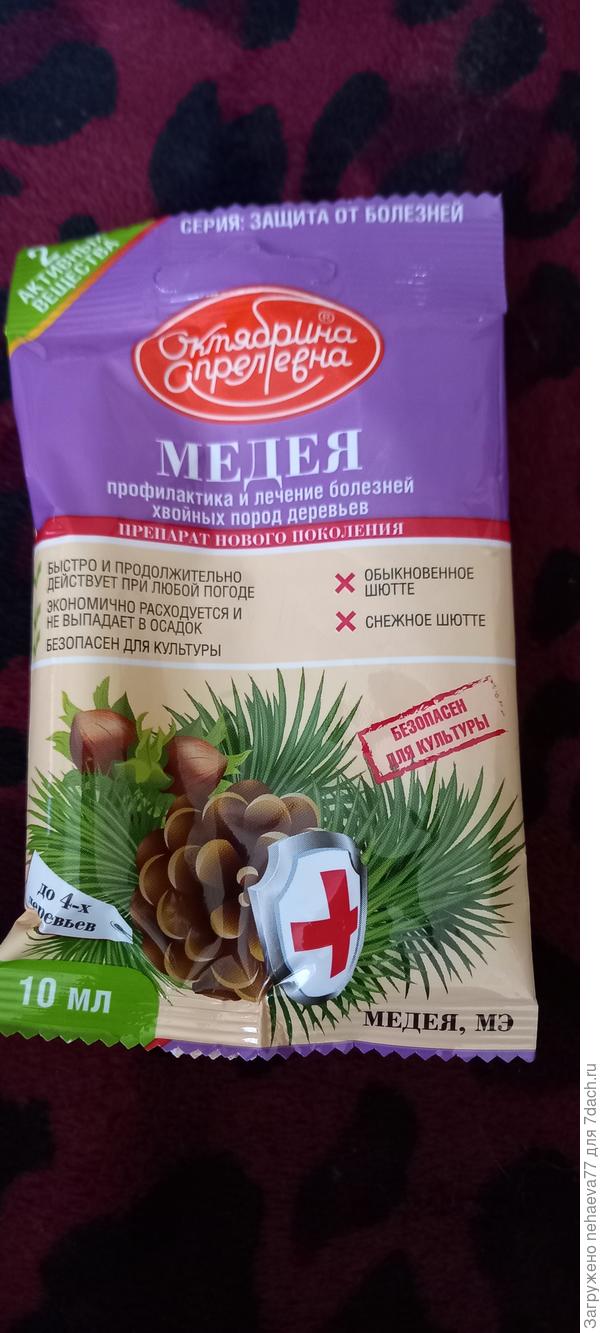 СЕРИЯ: ЗАЩИТА ОТ БОЛЕЗНЕЙ
2
АКТИВНЫХ
ВЕЩЕСТВА
Октябрина ®
Апрелевна
МЕДЕЯ
профилактика и лечение болезней
хвойных пород деревьев
ПРЕПАРАТ НОВОГО ПОКОЛЕНИЯ
БЫСТРО И ПРОДОЛЖИТЕЛЬНО
ДЕЙСТВУЕТ ПРИ ЛЮБОЙ ПОГОДЕ
ЭКОНОМИЧНО РАСХОДУЕТСЯ И
НЕ ВЫПАДАЕТ В ОСАДОК
БЕЗОПАСЕН ДЛЯ КУЛЬТУРЫ
ОБЫКНОВЕННОЕ
ШЮТТЕ
СНЕЖНОЕ ШЮТТЕ
БЕЗОПАСЕН
ДЛЯ КУЛЬТУРЫ
до 4-х
деревьев
10 мл
МЕДЕЯ, МЭ
Загружено nehaeva77 для 7dach.ru